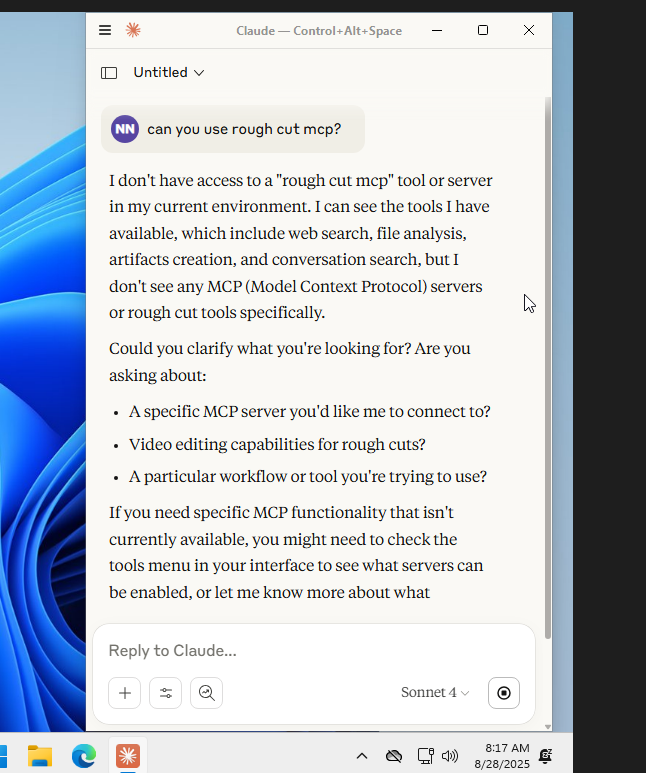 Claude — Control+Alt+Space
Untitled
NN
can you use rough cut mcp?
I don't have access to a "rough cut mcp" tool or server
in my current environment. I can see the tools I have
available, which include web search, file analysis,
artifacts creation, and conversation search, but I
don't see any MCP (Model Context Protocol) servers
or rough cut tools specifically.
Could you clarify what you're looking for? Are you
asking about:
• A specific MCP server you'd like me to connect to?
• Video editing capabilities for rough cuts?
• A particular workflow or tool you're trying to use?
If you need specific MCP functionality that isn't
currently available, you might need to check the
tools menu in your interface to see what servers can
be enabled, or let me know more about what
Reply to Claude...
Sonnet 4
8:17 AM
8/28/2025